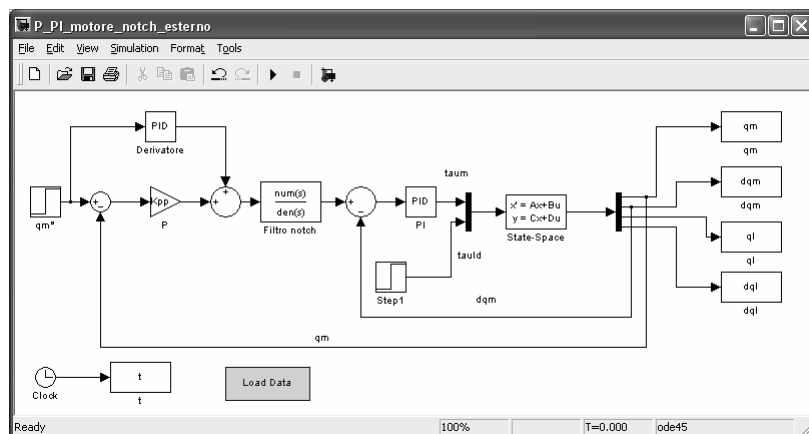 P_PI_motore_notch_esterno
File Edit View Simulation Format Tools
PID
Derivatore
qm*
Kpp
P
num(s)
den(s)
Filtro notch
PID
PI
taum
Step1
tauld
x' = Ax+Bu
y = Cx+Du
State-Space
qm
qm
dqm
dqm
ql
ql
dql
dql
dqm
qm
Clock
t
t
Load Data
Ready 100% T=0.000 ode45